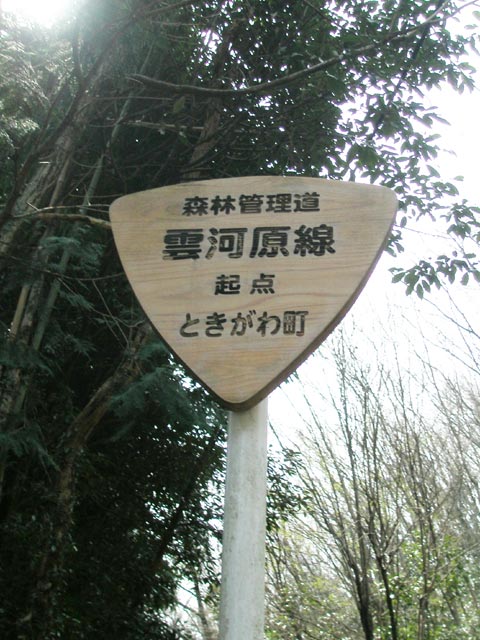 森林管理道
雲河原線
起点
ときがわ町